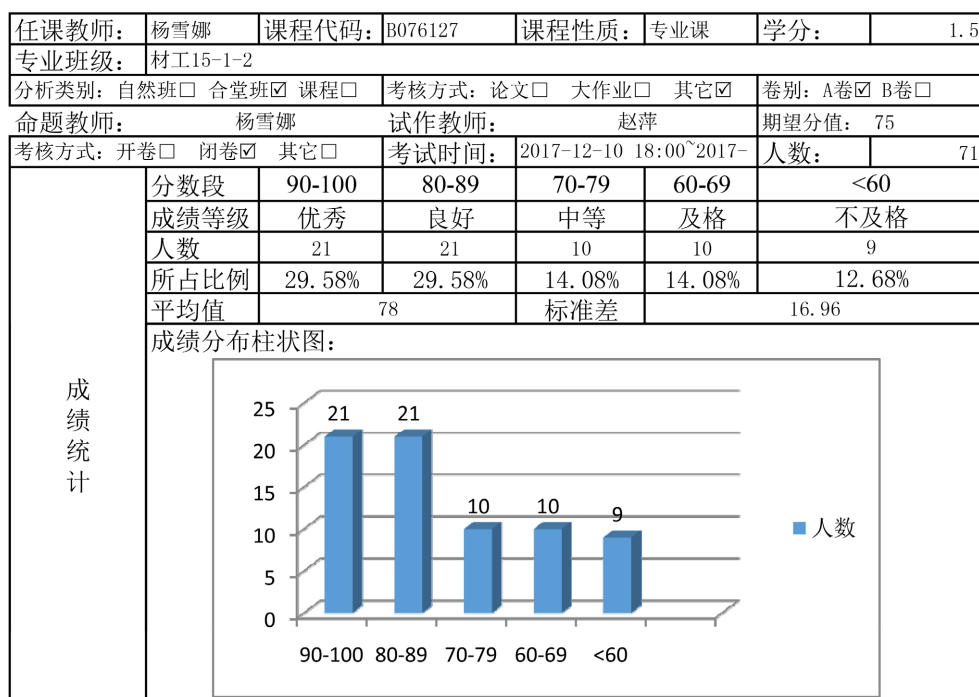 任课教师: 杨雪娜 课程代码: B076127 课程性质: 专业课 学分: 1.5
专业班级: 材工15-1-2
分析类别: 自然班□ 合堂班☑ 课程□ 考核方式: 论文□ 大作业□ 其它☑ 卷别: A卷☑ B卷□
命题教师: 杨雪娜 试作教师: 赵萍 期望分值: 75
考核方式: 开卷□ 闭卷☑ 其它□ 考试时间: 2017-12-10 18:00~2017- 人数: 71
分数段 90-100 80-89 70-79 60-69 <60
成绩等级 优秀 良好 中等 及格 不及格
人数 21 21 10 10 9
所占比例 29.58% 29.58% 14.08% 14.08% 12.68%
平均值 78 标准差 16.96
成绩统计
成绩分布柱状图:
25
20
15
10
5
0
21 21 10 10 9
90-100 80-89 70-79 60-69 <60
人数